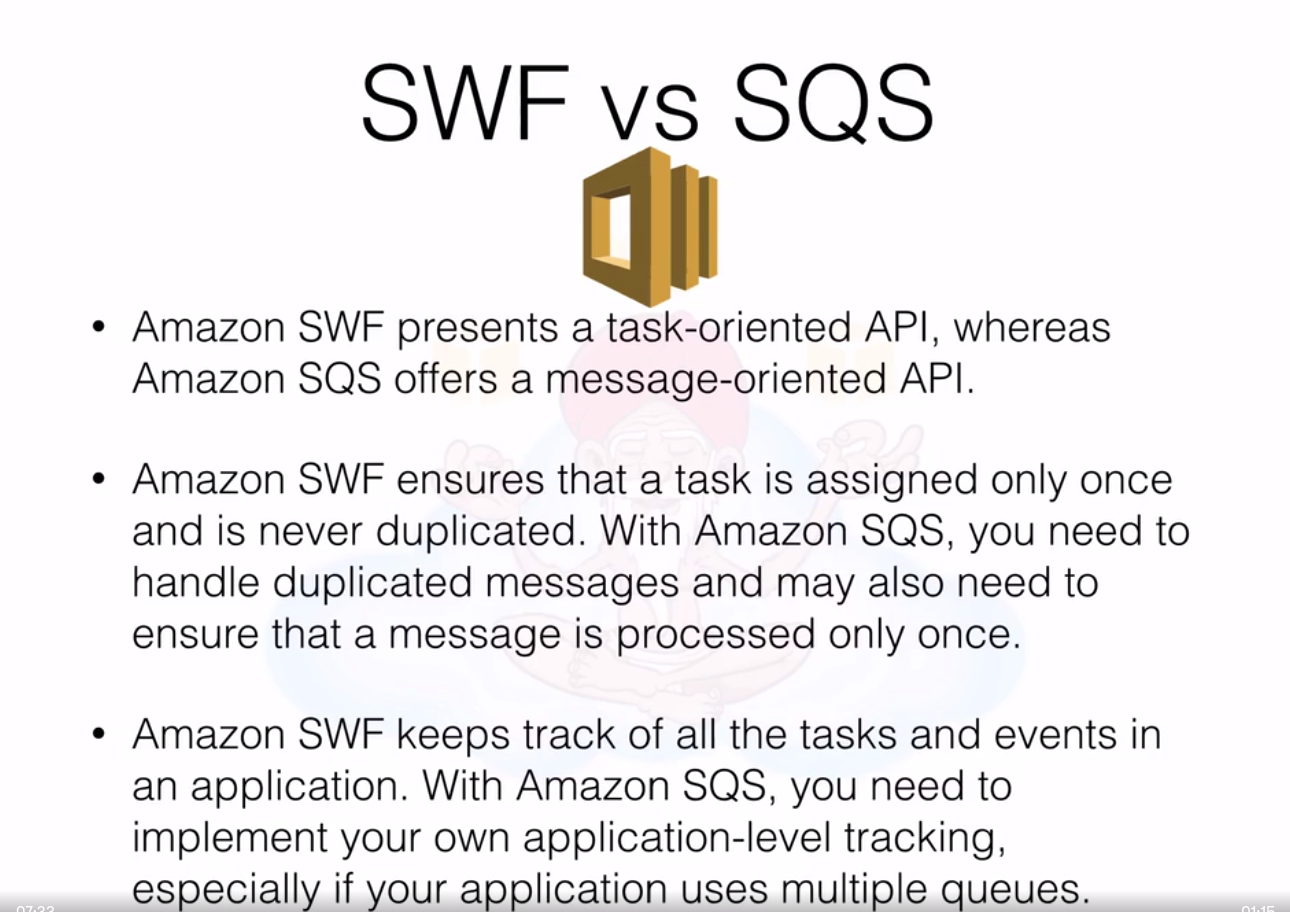 SWF vs SQS
• Amazon SWF presents a task-oriented API, whereas
Amazon SQS offers a message-oriented API.
• Amazon SWF ensures that a task is assigned only once
and is never duplicated. With Amazon SQS, you need to
handle duplicated messages and may also need to
ensure that a message is processed only once.
• Amazon SWF keeps track of all the tasks and events in
an application. With Amazon SQS, you need to
implement your own application-level tracking,
especially if your application uses multiple queues.